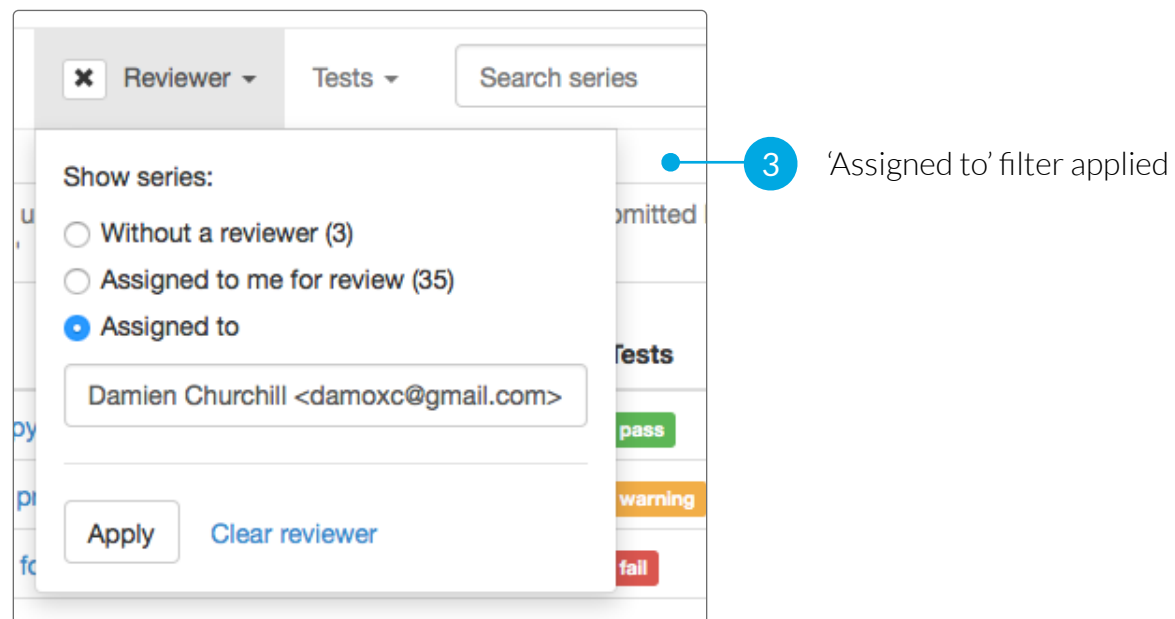 ✖ Reviewer Tests Search series
3 ‘Assigned to’ filter applied
Show series:
Without a reviewer (3)
Assigned to me for review (35)
Assigned to
Tests
Damien Churchill <damoxc@gmail.com>
pass
warning
Apply Clear reviewer
fail